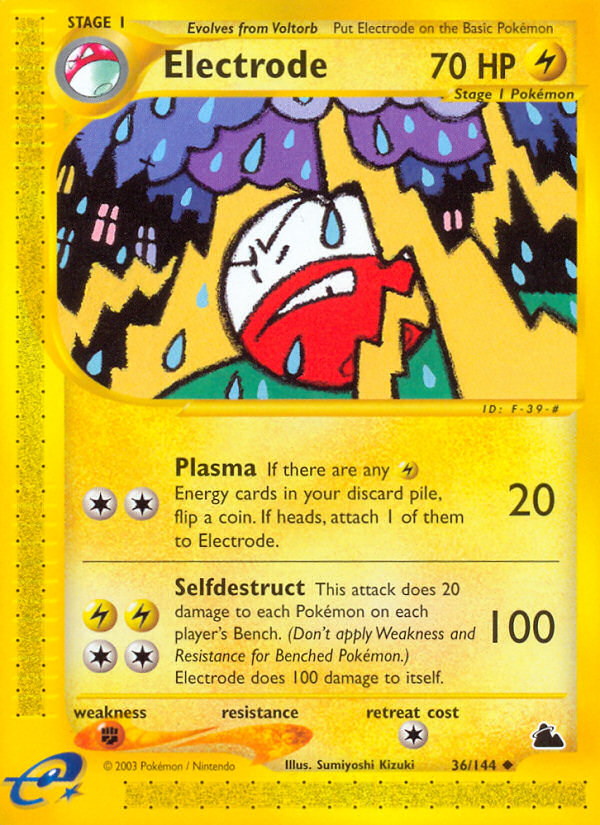 STAGE 1
Evolves from Voltorb Put Electrode on the Basic Pokémon
Electrode 70 HP
Stage 1 Pokémon
ID: F-39-#
Plasma If there are any
Energy cards in your discard pile,
flip a coin. If heads, attach 1 of them
to Electrode.
20
Selfdestruct This attack does 20
damage to each Pokémon on each
player's Bench. (Don't apply Weakness and
Resistance for Benched Pokémon.)
Electrode does 100 damage to itself.
100
weakness resistance retreat cost
© 2003 Pokémon / Nintendo Illus. Sumiyoshi Kizuki 36/144
e